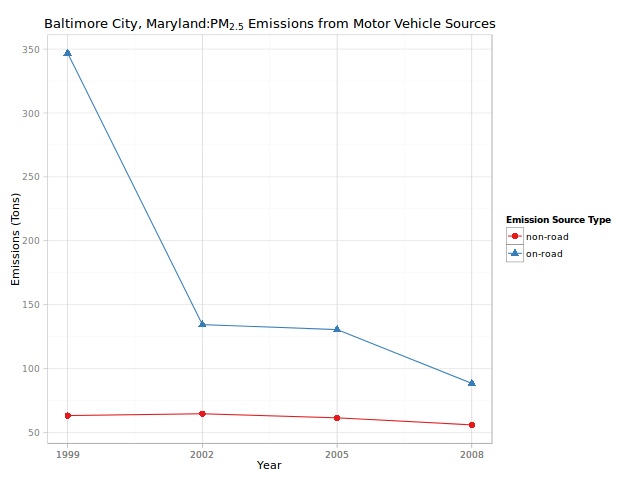 Baltimore City, Maryland:PM2.5 Emissions from Motor Vehicle Sources
350
300
250
200
150
100
50
Emissions (Tons)
1999 2002 2005 2008
Year
Emission Source Type
non-road
on-road